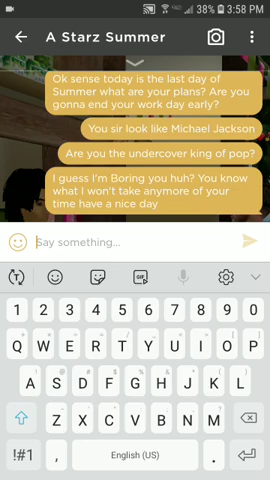 38% 3:58 PM
A Starz Summer
Ok sense today is the last day of
Summer what are your plans? Are you
gonna end your work day early?
You sir look like Michael Jackson
Are you the undercover king of pop?
I guess I'm Boring you huh? You know
what I won't take anymore of your
time have a nice day
Say something...
GIF
1 2 3 4 5 6 7 8 9 0
Q W E R T Y U I O P
A S D F G H J K L
Z X C V B N M
!#1 , English (US) .